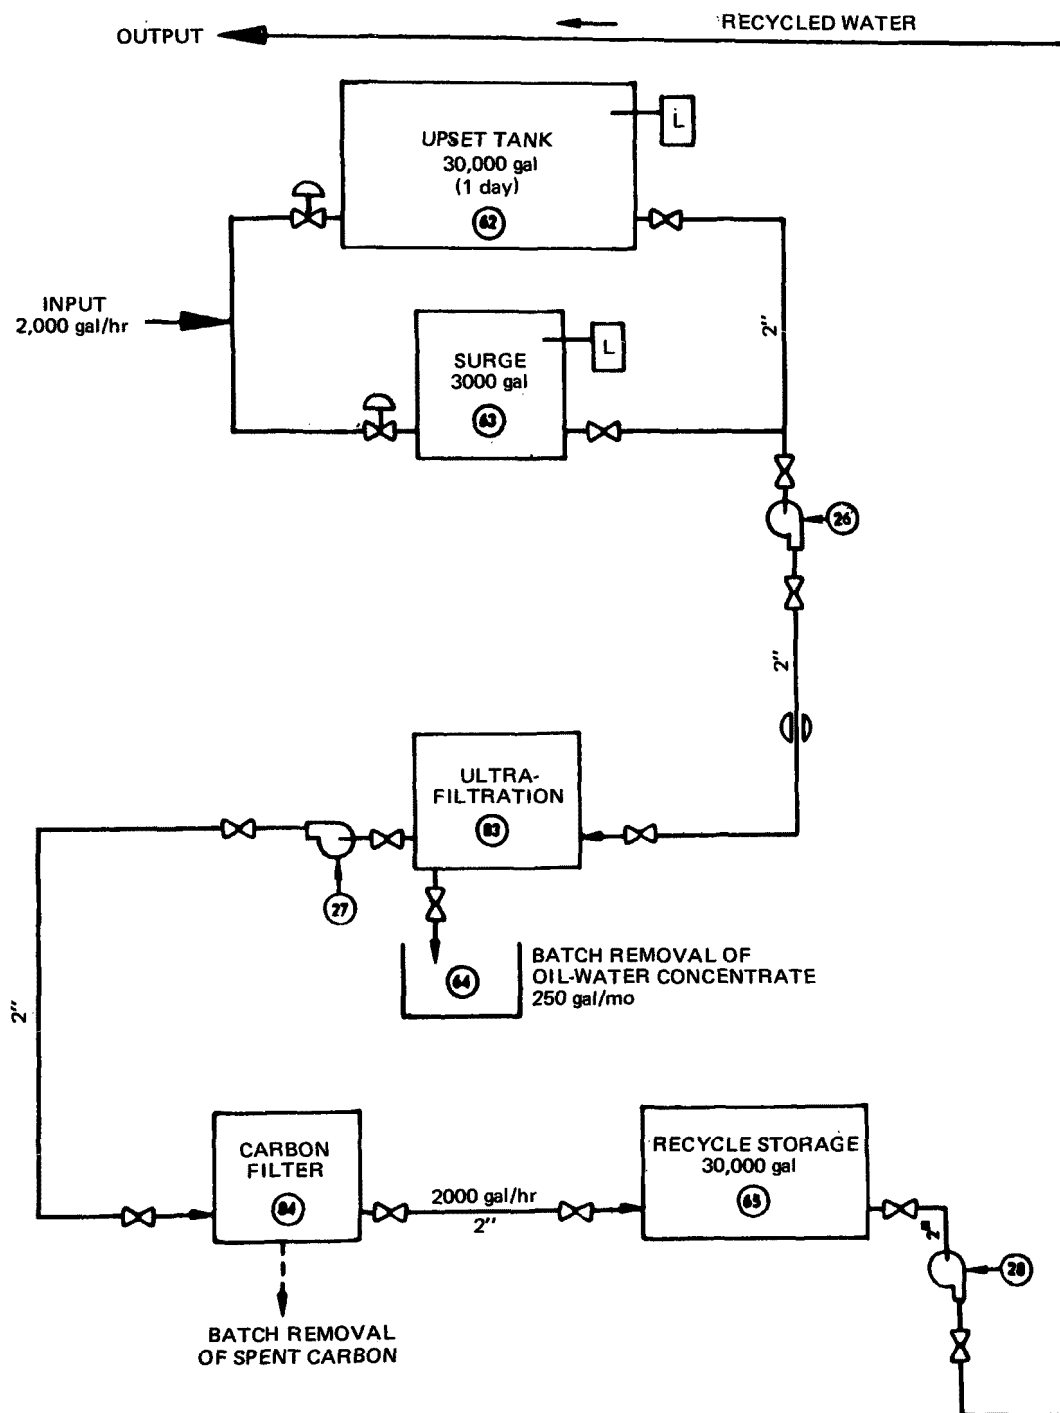 RECYCLED WATER
OUTPUT
UPSET TANK
30,000 gal
(1 day)
62
L
INPUT
2,000 gal/hr
SURGE
3000 gal
63
L
2"
26
2"
ULTRA-
FILTRATION
83
27
64
BATCH REMOVAL OF
OIL-WATER CONCENTRATE
250 gal/mo
2"
CARBON
FILTER
84
2000 gal/hr
2"
RECYCLE STORAGE
30,000 gal
65
2"
28
BATCH REMOVAL
OF SPENT CARBON